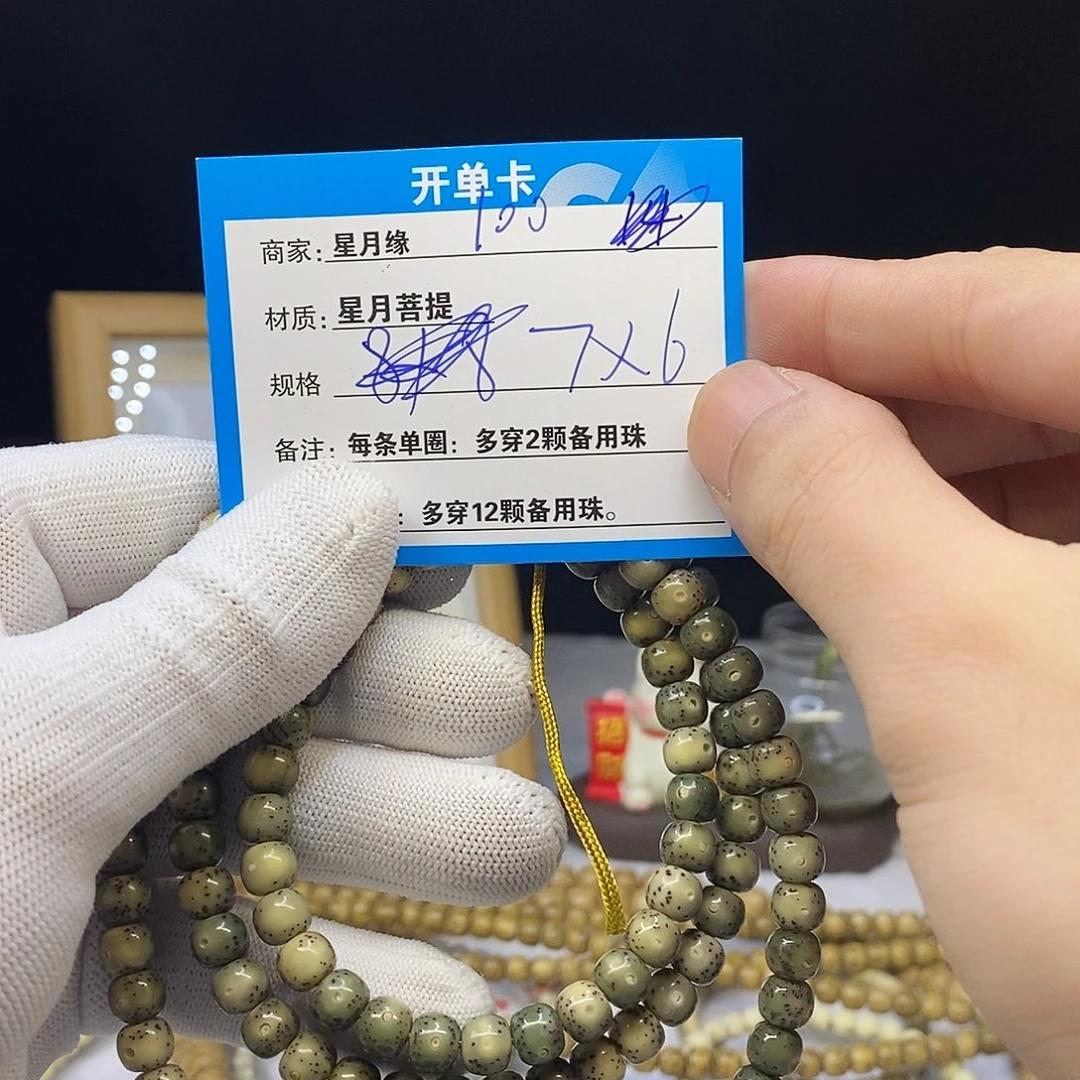 开单卡
商家：星月缘 100
材质：星月菩提
规格 7×6
备注：每条单圈：多穿2颗备用珠
：多穿12颗备用珠。